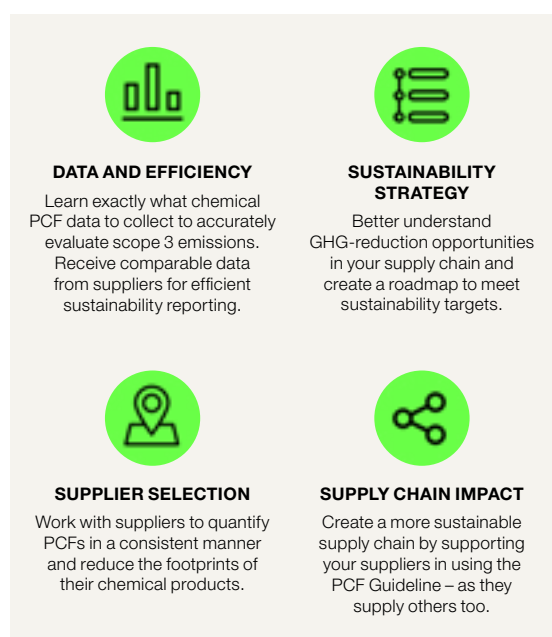 DATA AND EFFICIENCY
Learn exactly what chemical
PCF data to collect to accurately
evaluate scope 3 emissions.
Receive comparable data
from suppliers for efficient
sustainability reporting.
SUSTAINABILITY
STRATEGY
Better understand
GHG-reduction opportunities
in your supply chain and
create a roadmap to meet
sustainability targets.
SUPPLIER SELECTION
Work with suppliers to quantify
PCFs in a consistent manner
and reduce the footprints of
their chemical products.
SUPPLY CHAIN IMPACT
Create a more sustainable
supply chain by supporting
your suppliers in using the
PCF Guideline – as they
supply others too.